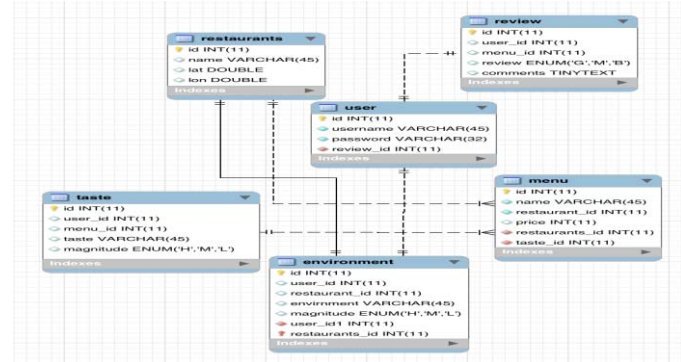 restaurants
id INT(11)
name VARCHAR(45)
lat DOUBLE
lon DOUBLE
Indexes
review
id INT(11)
user_id INT(11)
menu_id INT(11)
review ENUM('G','M','B')
comments TINYTEXT
Indexes
user
id INT(11)
username VARCHAR(45)
password VARCHAR(32)
review_id INT(11)
Indexes
menu
id INT(11)
name VARCHAR(45)
restaurant_id INT(11)
price INT(11)
restaurants_id INT(11)
taste_id INT(11)
Indexes
taste
id INT(11)
user_id INT(11)
menu_id INT(11)
taste VARCHAR(45)
magnitude ENUM('H','M','L')
Indexes
environment
id INT(11)
user_id INT(11)
restaurant_id INT(11)
envirnment VARCHAR(45)
magnitude ENUM('H','M','L')
user_id1 INT(11)
restaurants_id INT(11)
Indexes